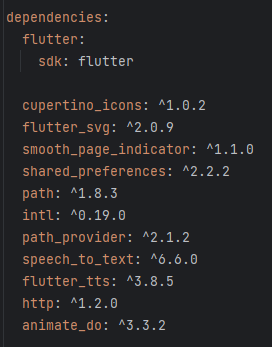 dependencies:
  flutter:
    sdk: flutter

  cupertino_icons: ^1.0.2
  flutter_svg: ^2.0.9
  smooth_page_indicator: ^1.1.0
  shared_preferences: ^2.2.2
  path: ^1.8.3
  intl: ^0.19.0
  path_provider: ^2.1.2
  speech_to_text: ^6.6.0
  flutter_tts: ^3.8.5
  http: ^1.2.0
  animate_do: ^3.3.2